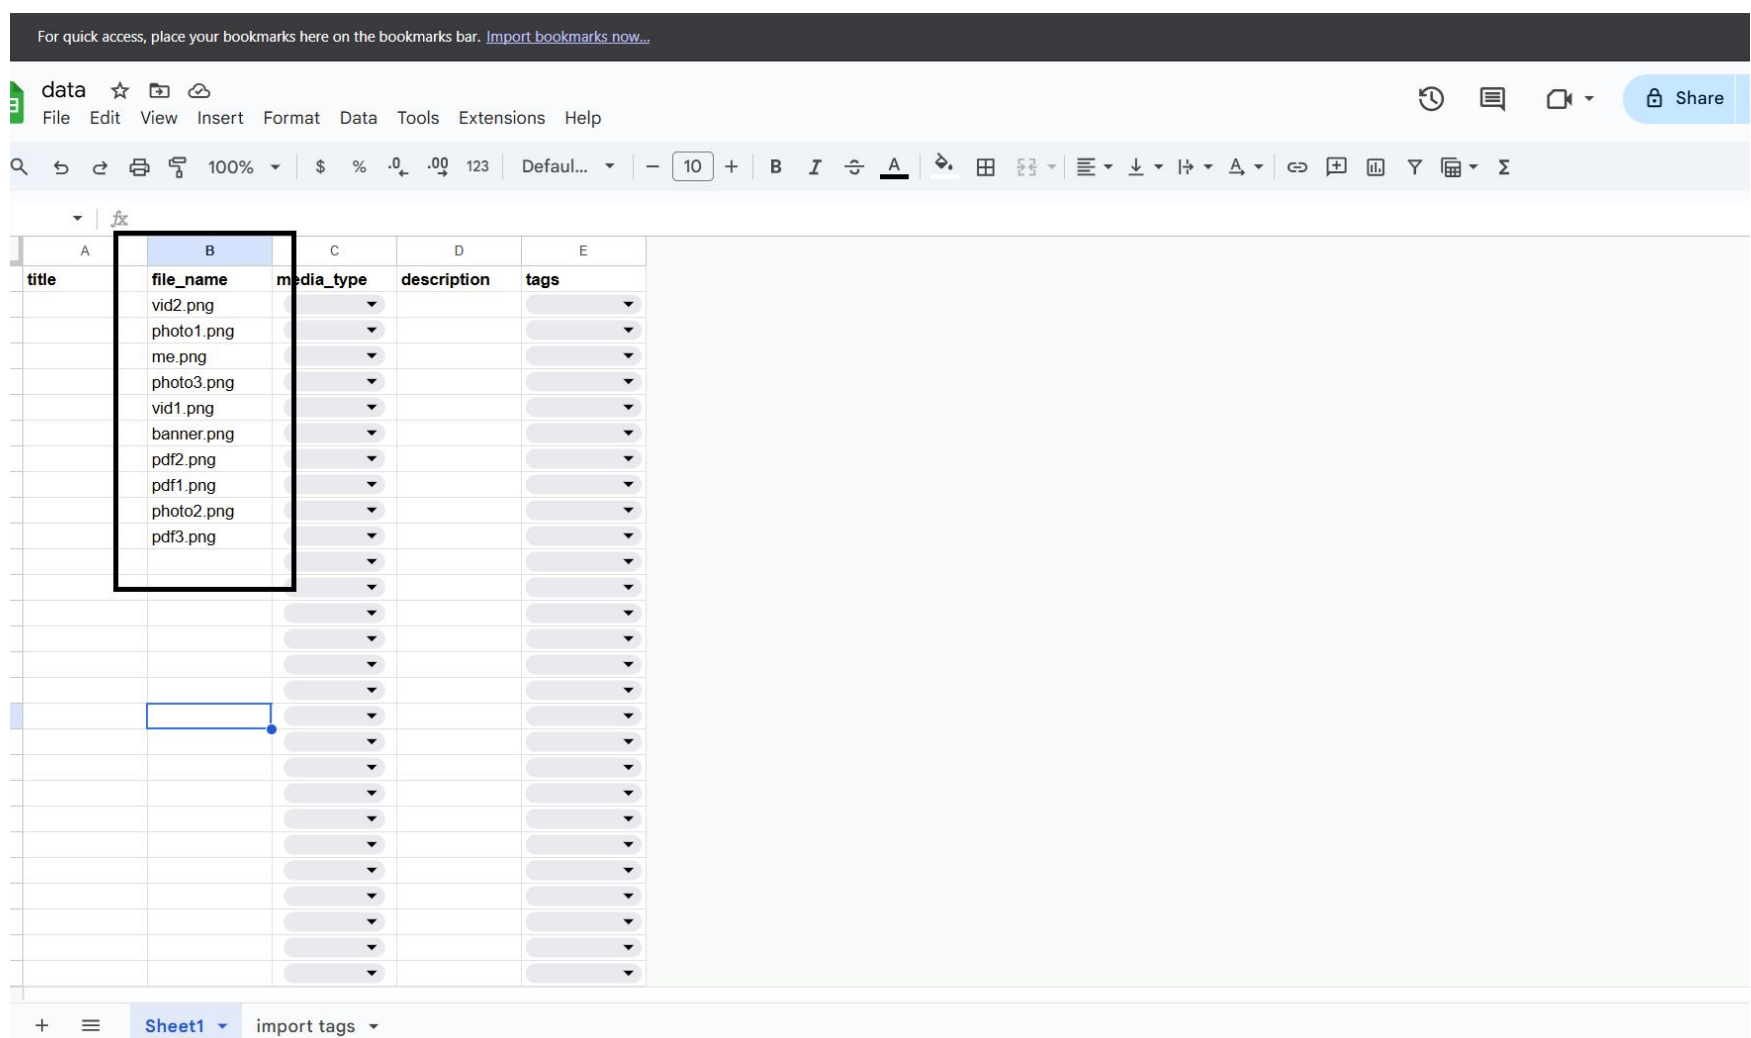 For quick access, place your bookmarks here on the bookmarks bar. Import bookmarks now...
data
File Edit View Insert Format Data Tools Extensions Help
Share
100% $ % .0 .00 123 Defaul... 10 B I A
fx
A B C D E
title file_name media_type description tags
vid2.png
photo1.png
me.png
photo3.png
vid1.png
banner.png
pdf2.png
pdf1.png
photo2.png
pdf3.png
Sheet1 import tags